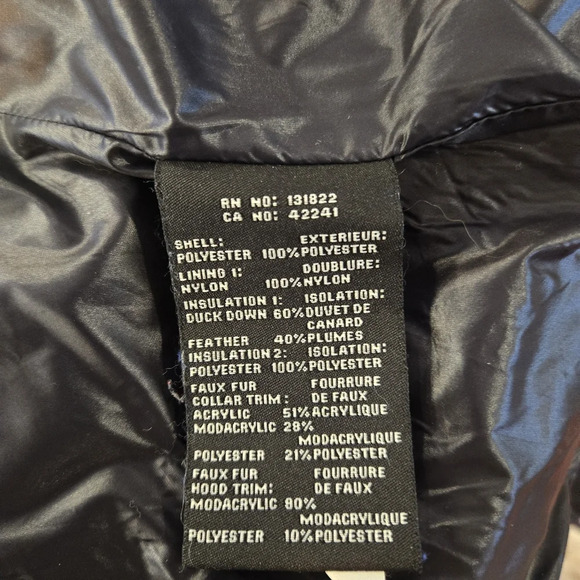 RN NO: 131822
CA NO: 42241
SHELL: EXTERIEUR:
POLYESTER 100% POLYESTER
LINING 1: DOUBLURE:
NYLON 100% NYLON
INSULATION 1: ISOLATION:
DUCK DOWN 60% DUVET DE
CANARD
FEATHER 40% PLUMES
INSULATION 2: ISOLATION:
POLYESTER 100% POLYESTER
FAUX FUR FOURRURE
COLLAR TRIM: DE FAUX
ACRYLIC 51% ACRYLIQUE
MODACRYLIC 28%
MODACRYLIQUE
POLYESTER 21% POLYESTER
FAUX FUR FOURRURE
HOOD TRIM: DE FAUX
MODACRYLIC 90%
MODACRYLIQUE
POLYESTER 10% POLYESTER